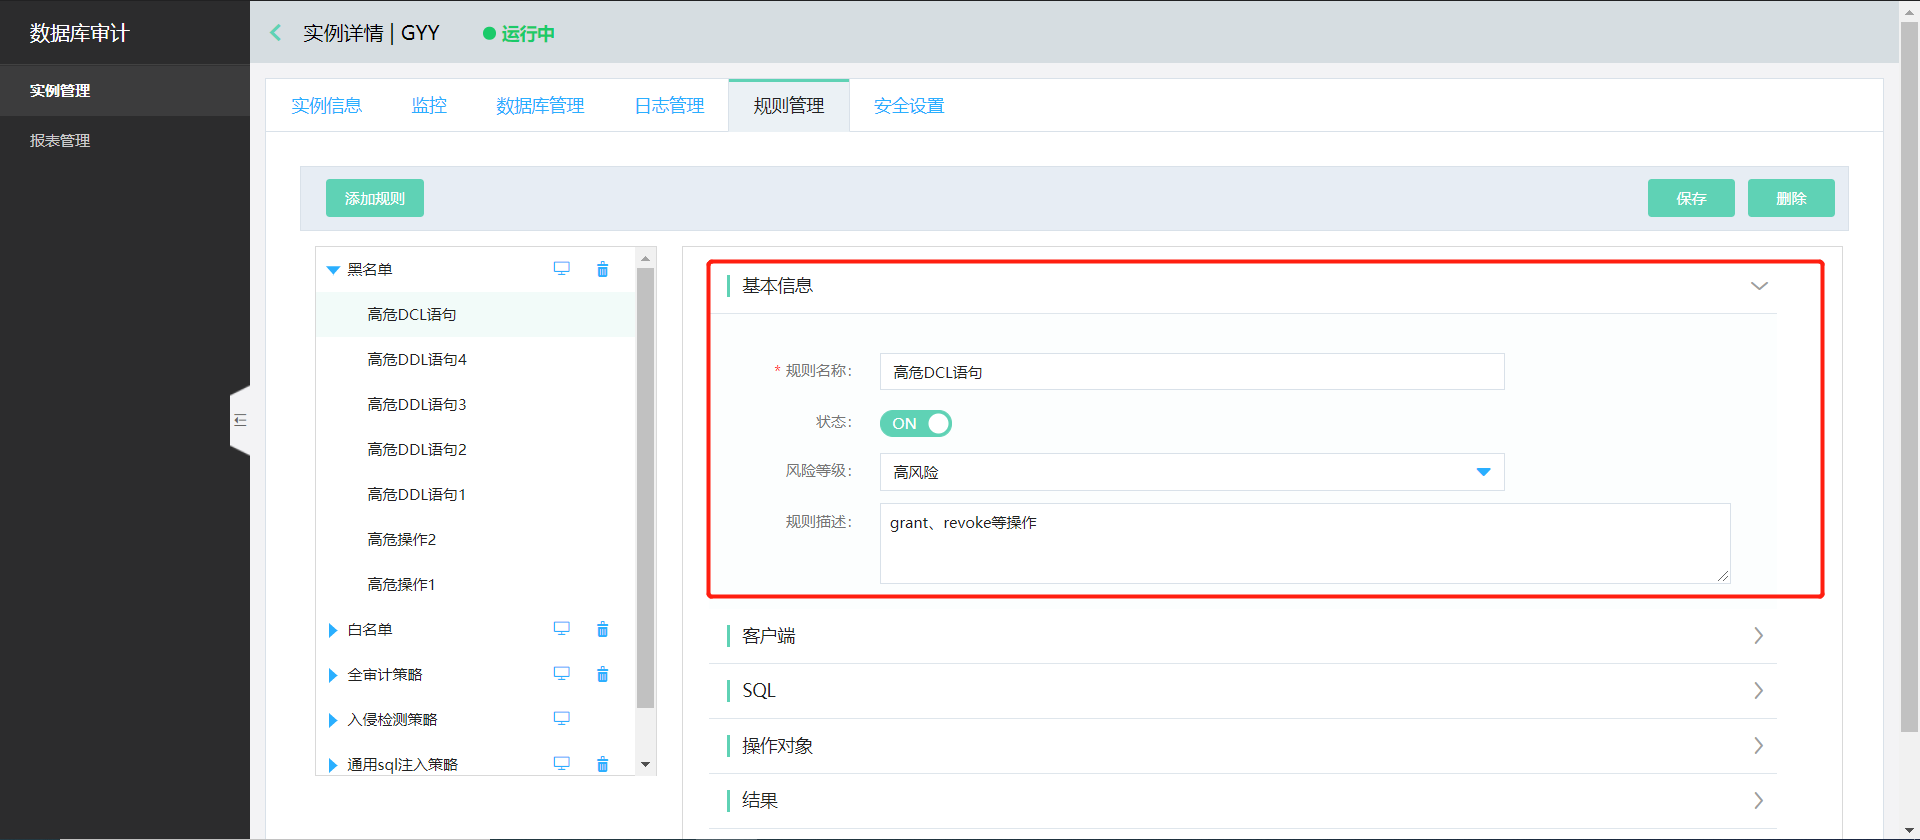 数据库审计
实例管理
报表管理
实例详情 | GYY 运行中
实例信息 监控 数据库管理 日志管理 规则管理 安全设置
添加规则 保存 删除
黑名单
高危DCL语句
高危DDL语句4
高危DDL语句3
高危DDL语句2
高危DDL语句1
高危操作2
高危操作1
白名单
全审计策略
入侵检测策略
通用sql注入策略
基本信息
* 规则名称： 高危DCL语句
状态： ON
风险等级： 高风险
规则描述： grant、revoke等操作
客户端
SQL
操作对象
结果